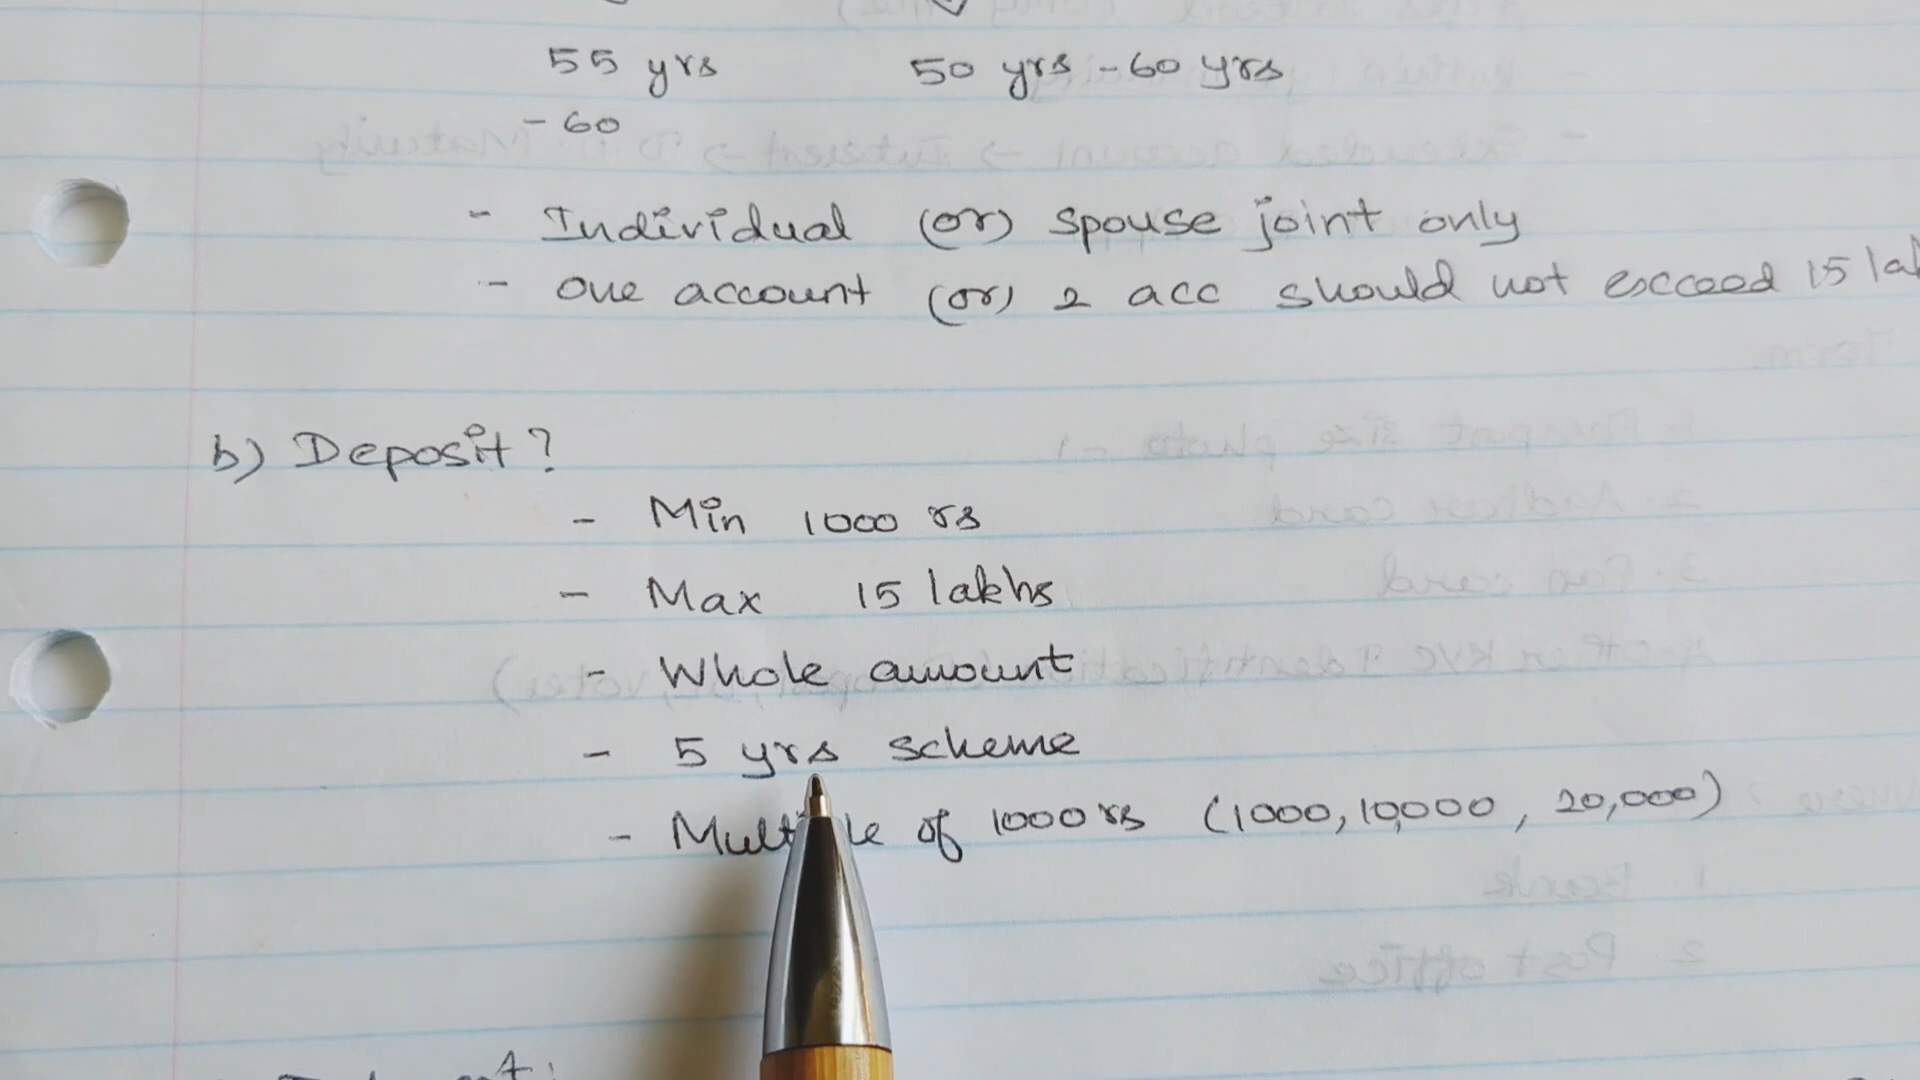 55 yrs 50 yrs - 60 yrs
- 60
- Individual (or) spouse joint only
- One account (or) 2 acc should not exceed 15
b) Deposit?
- Min 1000 rs
- Max 15 lakhs
- Whole amount
- 5 yrs scheme
- of 1000 rs (1000, 10,000, 20,000)